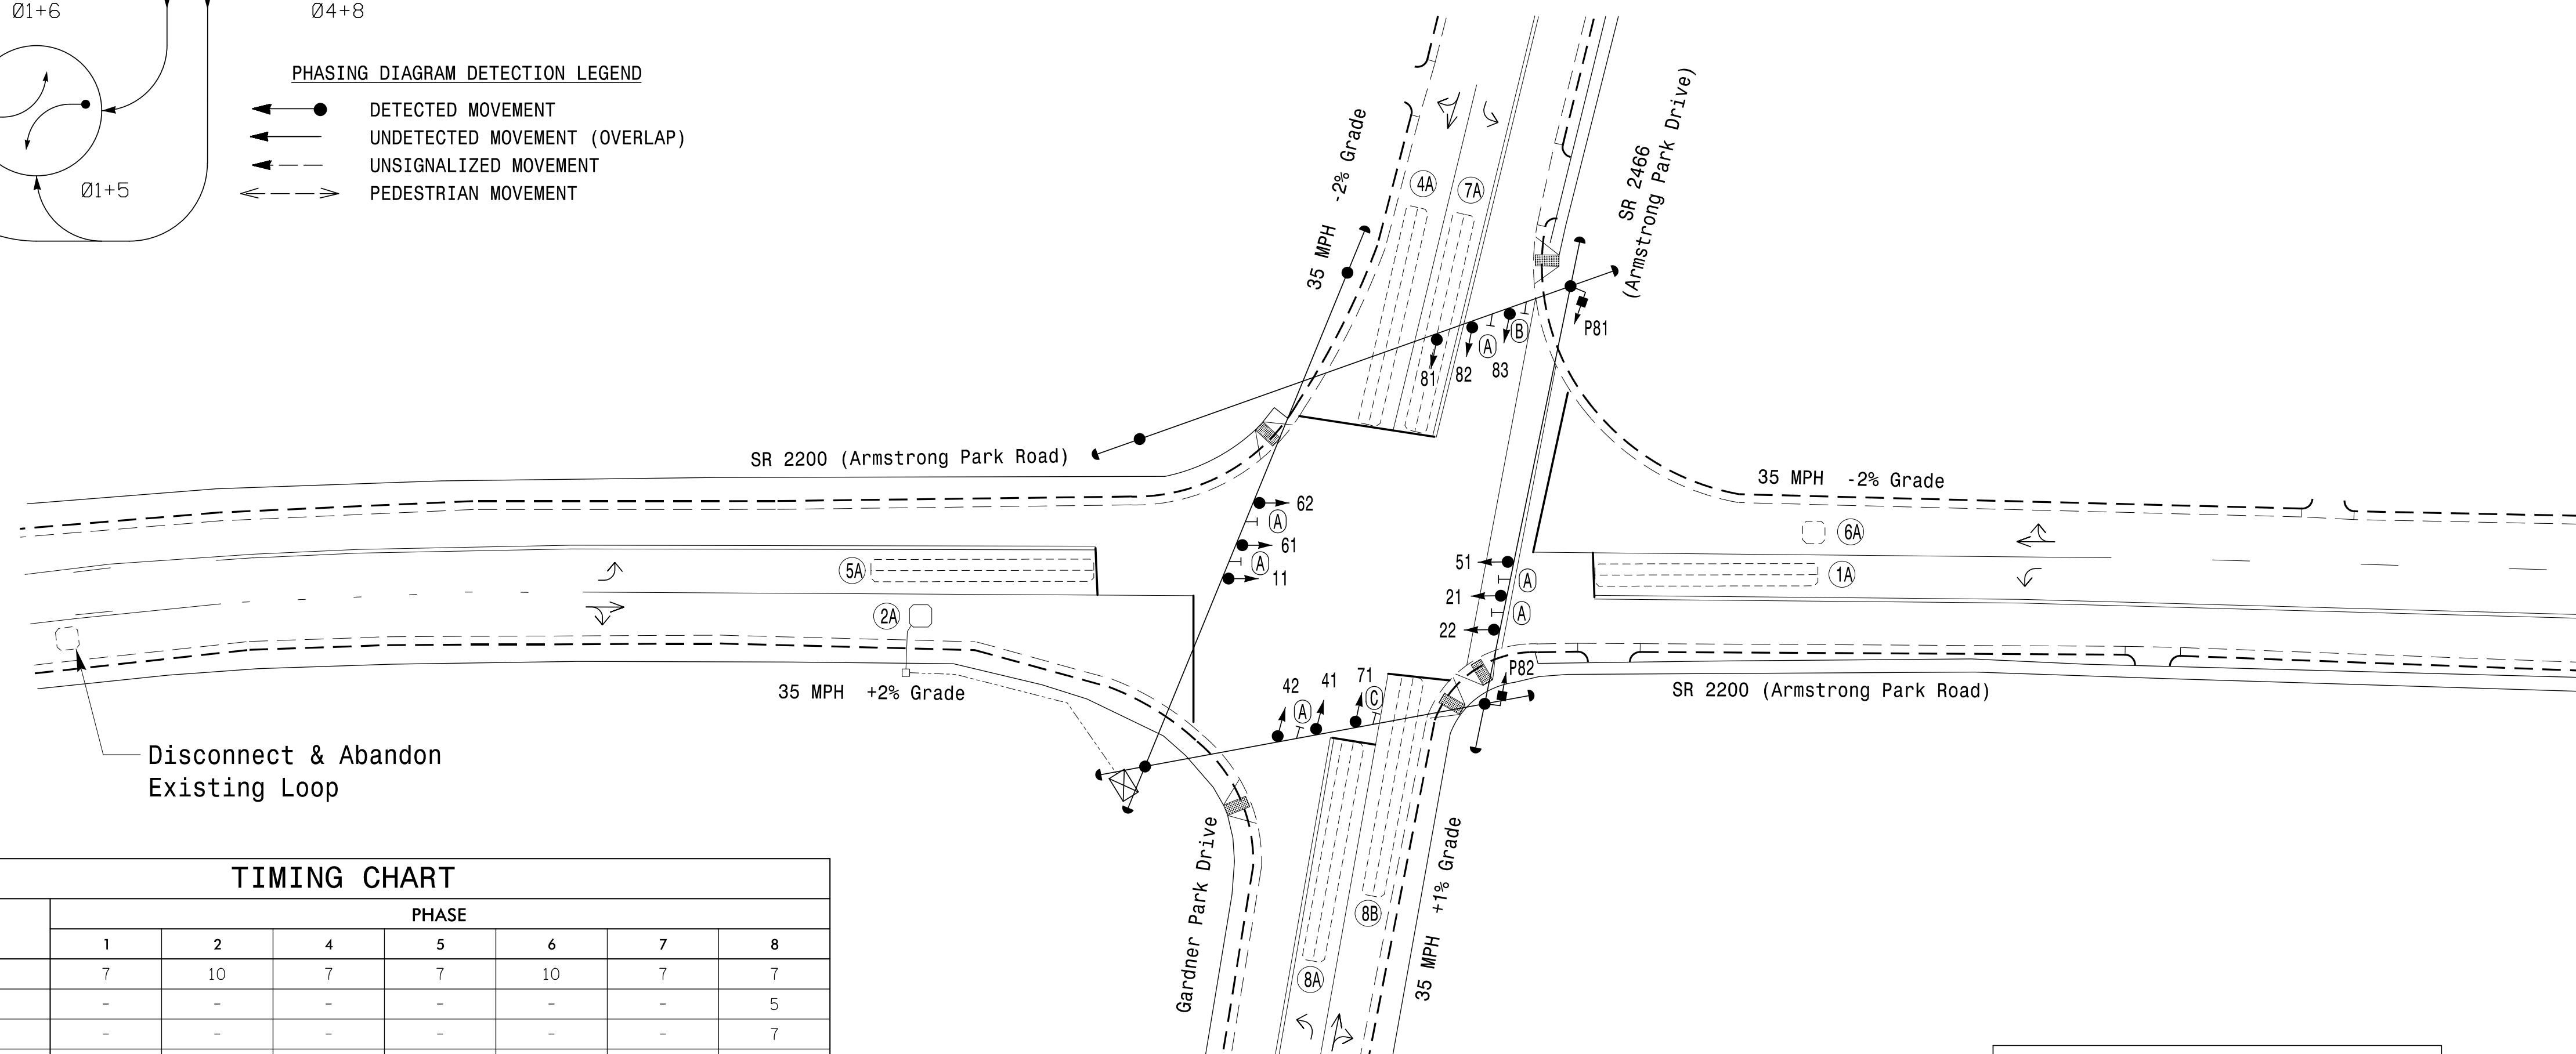 Ø1+6
Ø4+8
PHASING DIAGRAM DETECTION LEGEND
DETECTED MOVEMENT
UNDETECTED MOVEMENT (OVERLAP)
UNSIGNALIZED MOVEMENT
PEDESTRIAN MOVEMENT
Ø1+5
35 MPH -2% Grade
4A
7A
SR 2466
(Armstrong Park Drive)
P81
B
A
81
82
83
SR 2200 (Armstrong Park Road)
35 MPH -2% Grade
62
A
61
A
11
6A
1A
5A
2A
51
A
21
A
22
35 MPH +2% Grade
42
A
41
71
C
P82
SR 2200 (Armstrong Park Road)
Disconnect & Abandon
Existing Loop
Gardner Park Drive
8B
8A
35 MPH +1% Grade
TIMING CHART
PHASE
1 2 4 5 6 7 8
7 10 7 7 10 7 7
- - - - - - 5
- - - - - - 7